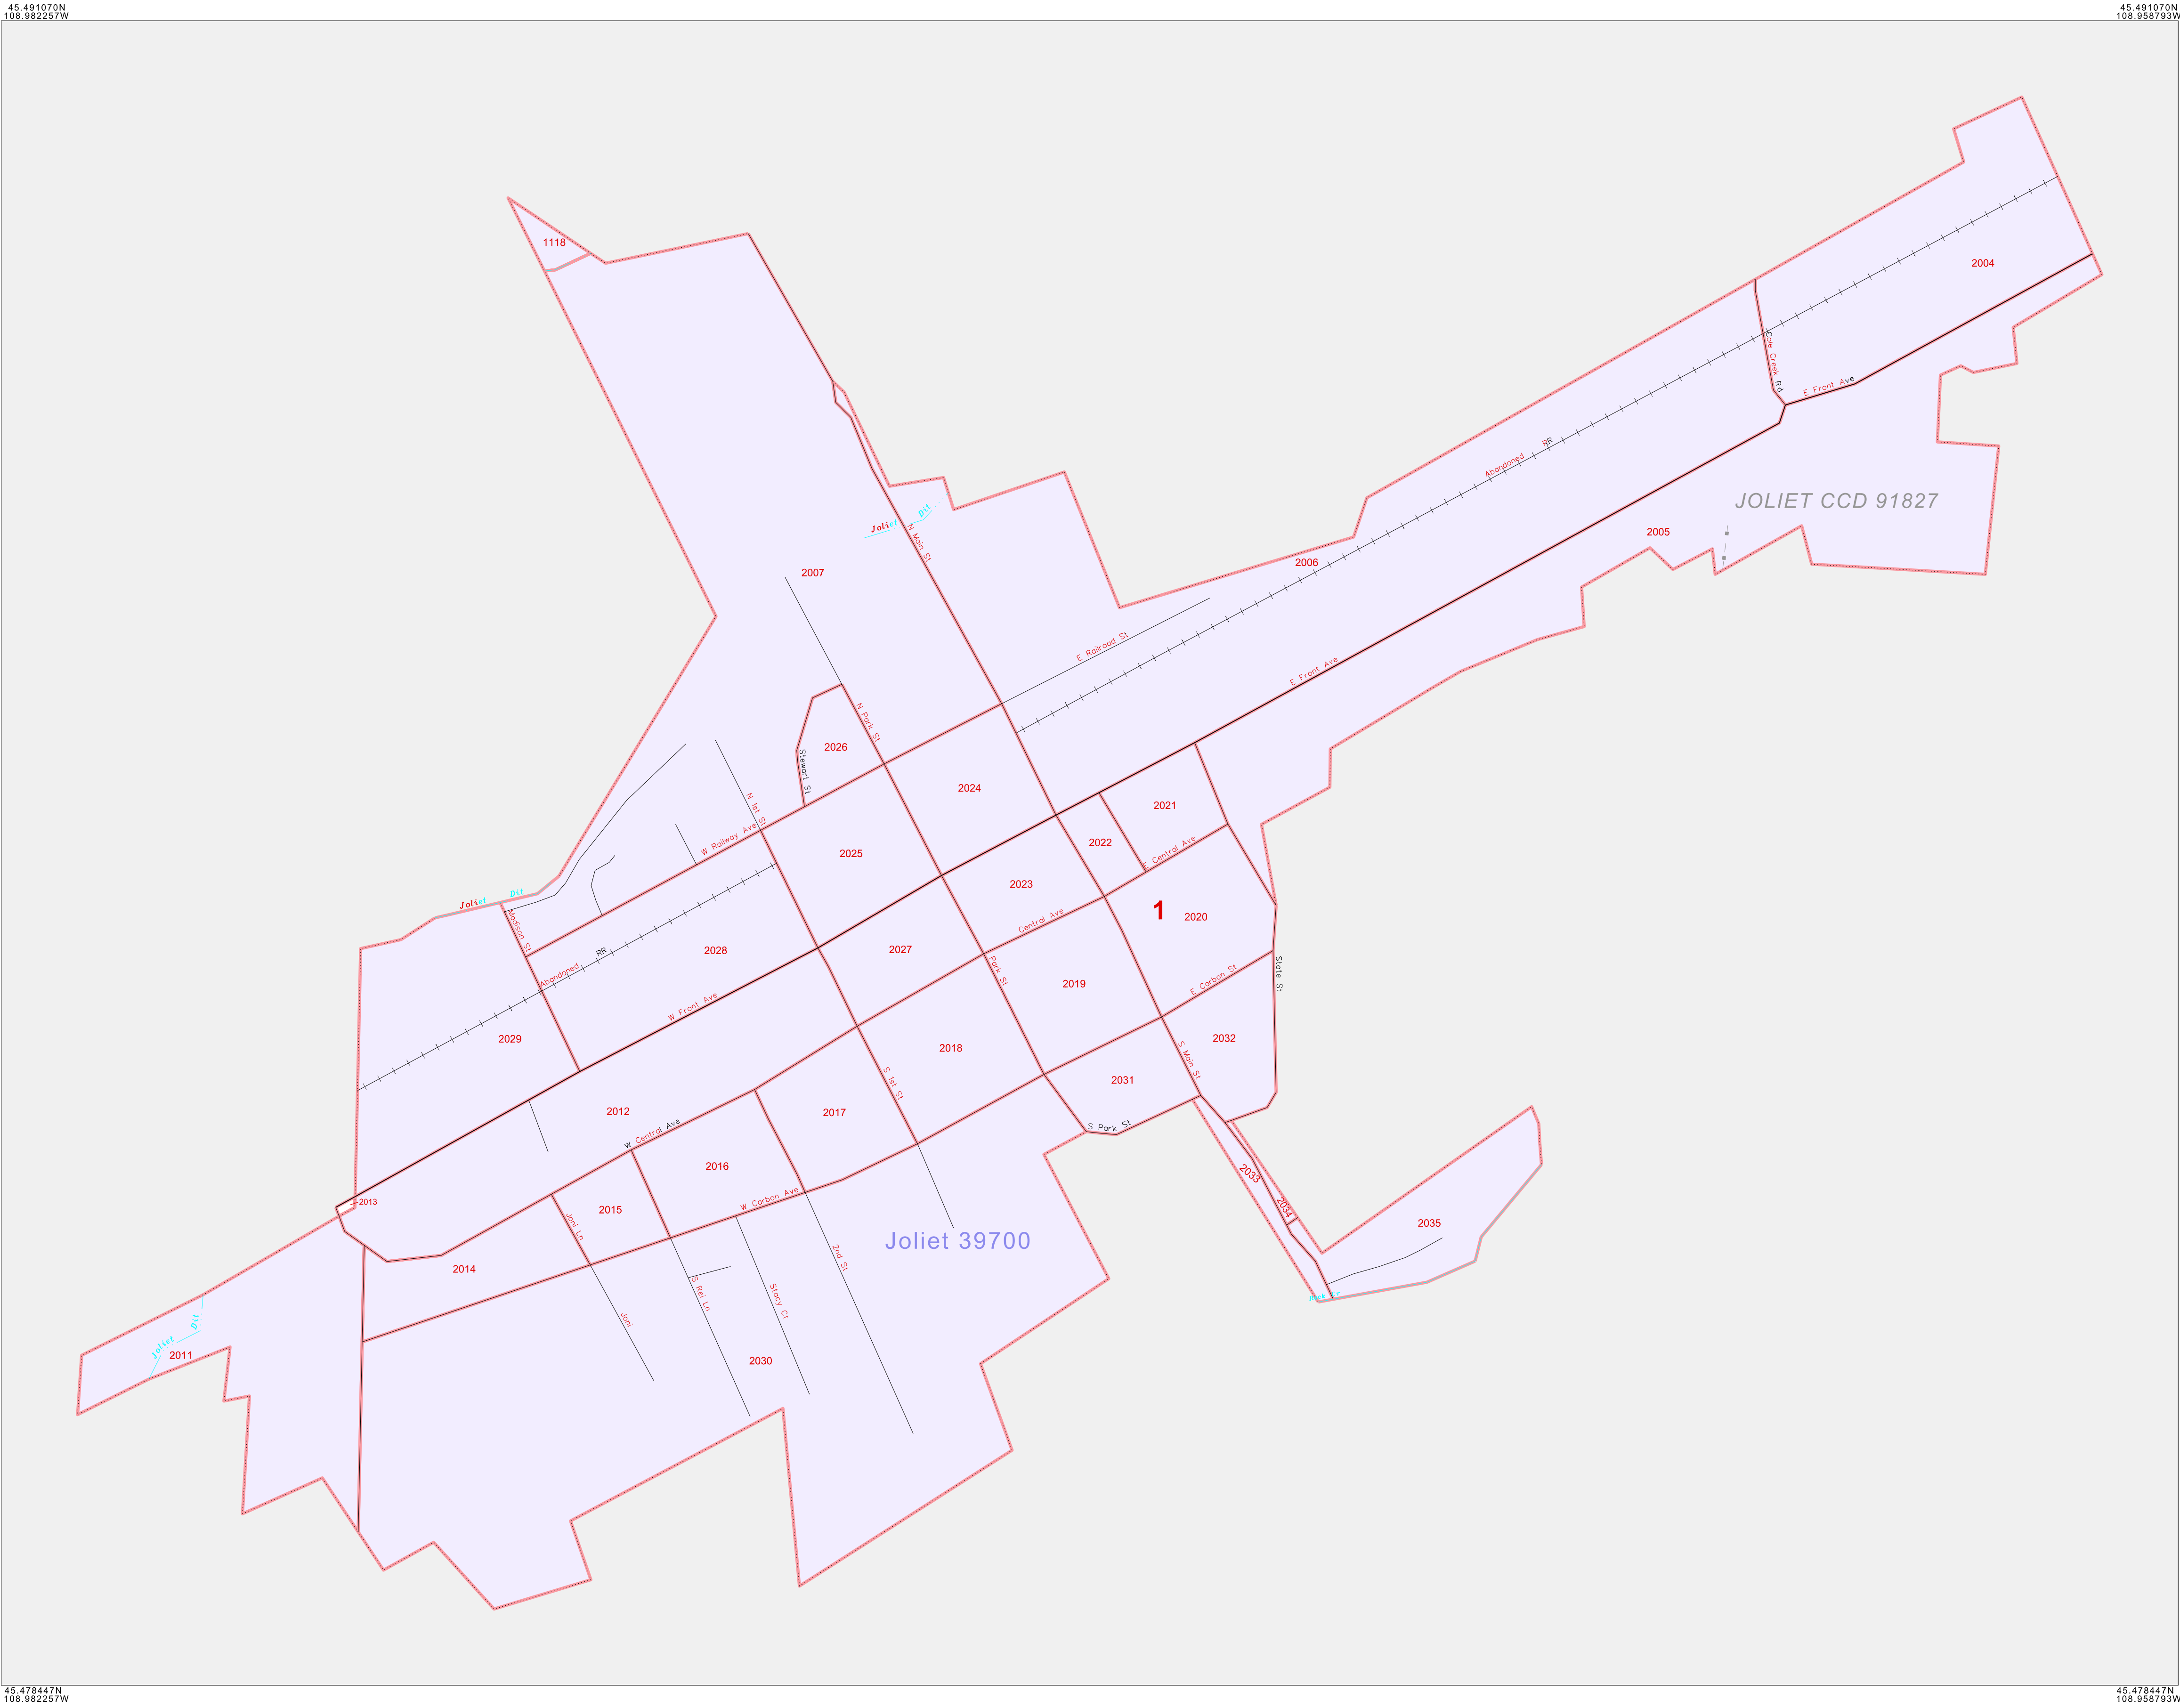 45.491070N
108.982257W
45.491070N
108.958793W
1118
2004
Cole Creek Rd
E Front Ave
Abandoned RR
JOLIET CCD 91827
2005
Joliet Dit
N Main St
2006
2007
E Railroad St
E Front Ave
N Park St
2026
Stewart St
2024
N 1st St
2021
W Railway Ave
2022
E Central Ave
2025
2023
1
2020
Joliet Dit
Madison St
Central Ave
2028
2027
Abandoned RR
Park St
2019
E Carbon St
State St
W Front Ave
2029
2018
2032
S Main St
2031
S 1st St
2012
2017
S Park St
W Central Ave
2016
2033
2013
W Carbon Ave
2034
2015
Joni Ln
2035
Joliet 39700
2nd St
2014
S Rei Ln
Stacy Ct
Joni
Joliet Dit
2011
2030
45.478447N
108.982257W
45.478447N
108.958793W